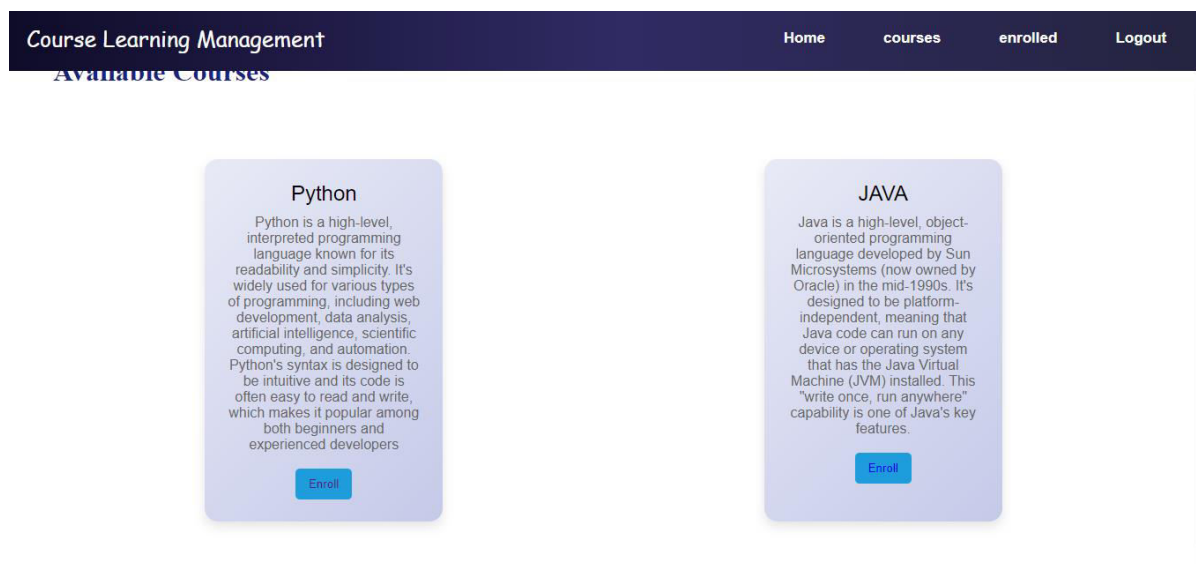 Course Learning Management
Home courses enrolled Logout
Available Courses
Python
Python is a high-level,
interpreted programming
language known for its
readability and simplicity. It's
widely used for various types
of programming, including web
development, data analysis,
artificial intelligence, scientific
computing, and automation.
Python's syntax is designed to
be intuitive and its code is
often easy to read and write,
which makes it popular among
both beginners and
experienced developers
Enroll
JAVA
Java is a high-level, object-
oriented programming
language developed by Sun
Microsystems (now owned by
Oracle) in the mid-1990s. It's
designed to be platform-
independent, meaning that
Java code can run on any
device or operating system
that has the Java Virtual
Machine (JVM) installed. This
"write once, run anywhere"
capability is one of Java's key
features.
Enroll